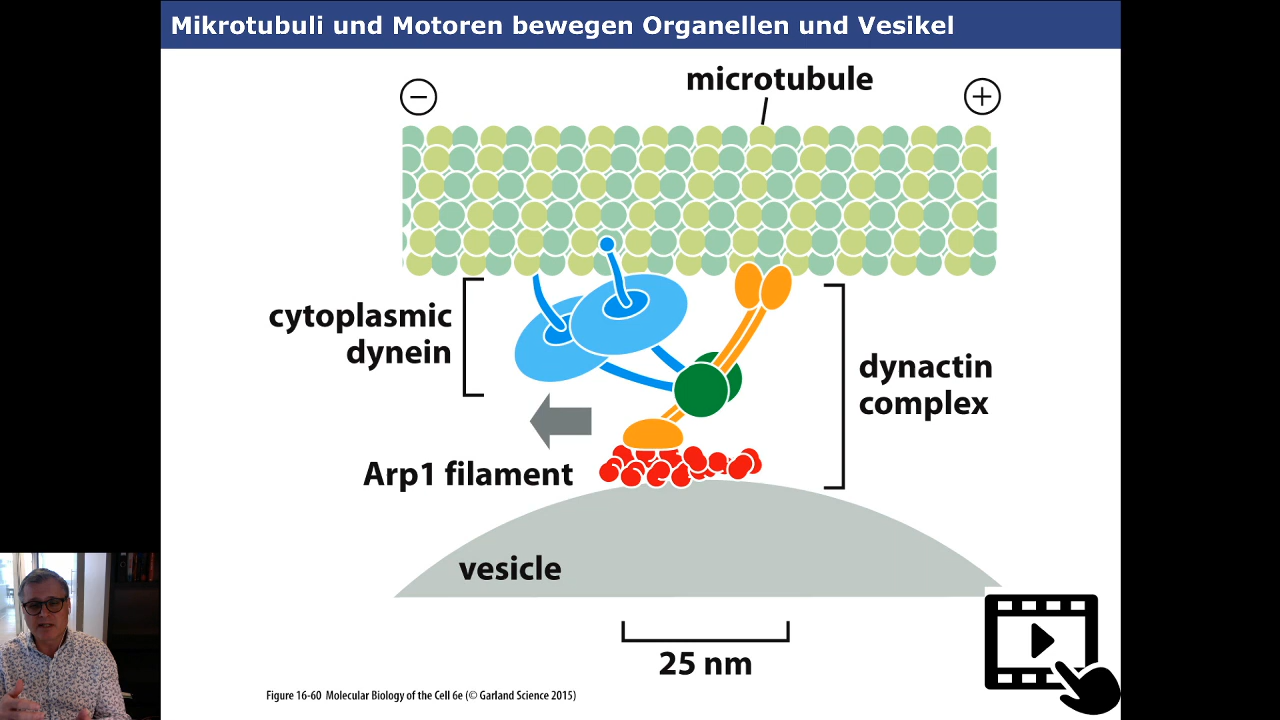 Mikrotubuli und Motoren bewegen Organellen und Vesikel
microtubule
−
+
cytoplasmic
dynein
dynactin
complex
Arp1 filament
vesicle
25 nm
Figure 16-60 Molecular Biology of the Cell 6e (© Garland Science 2015)